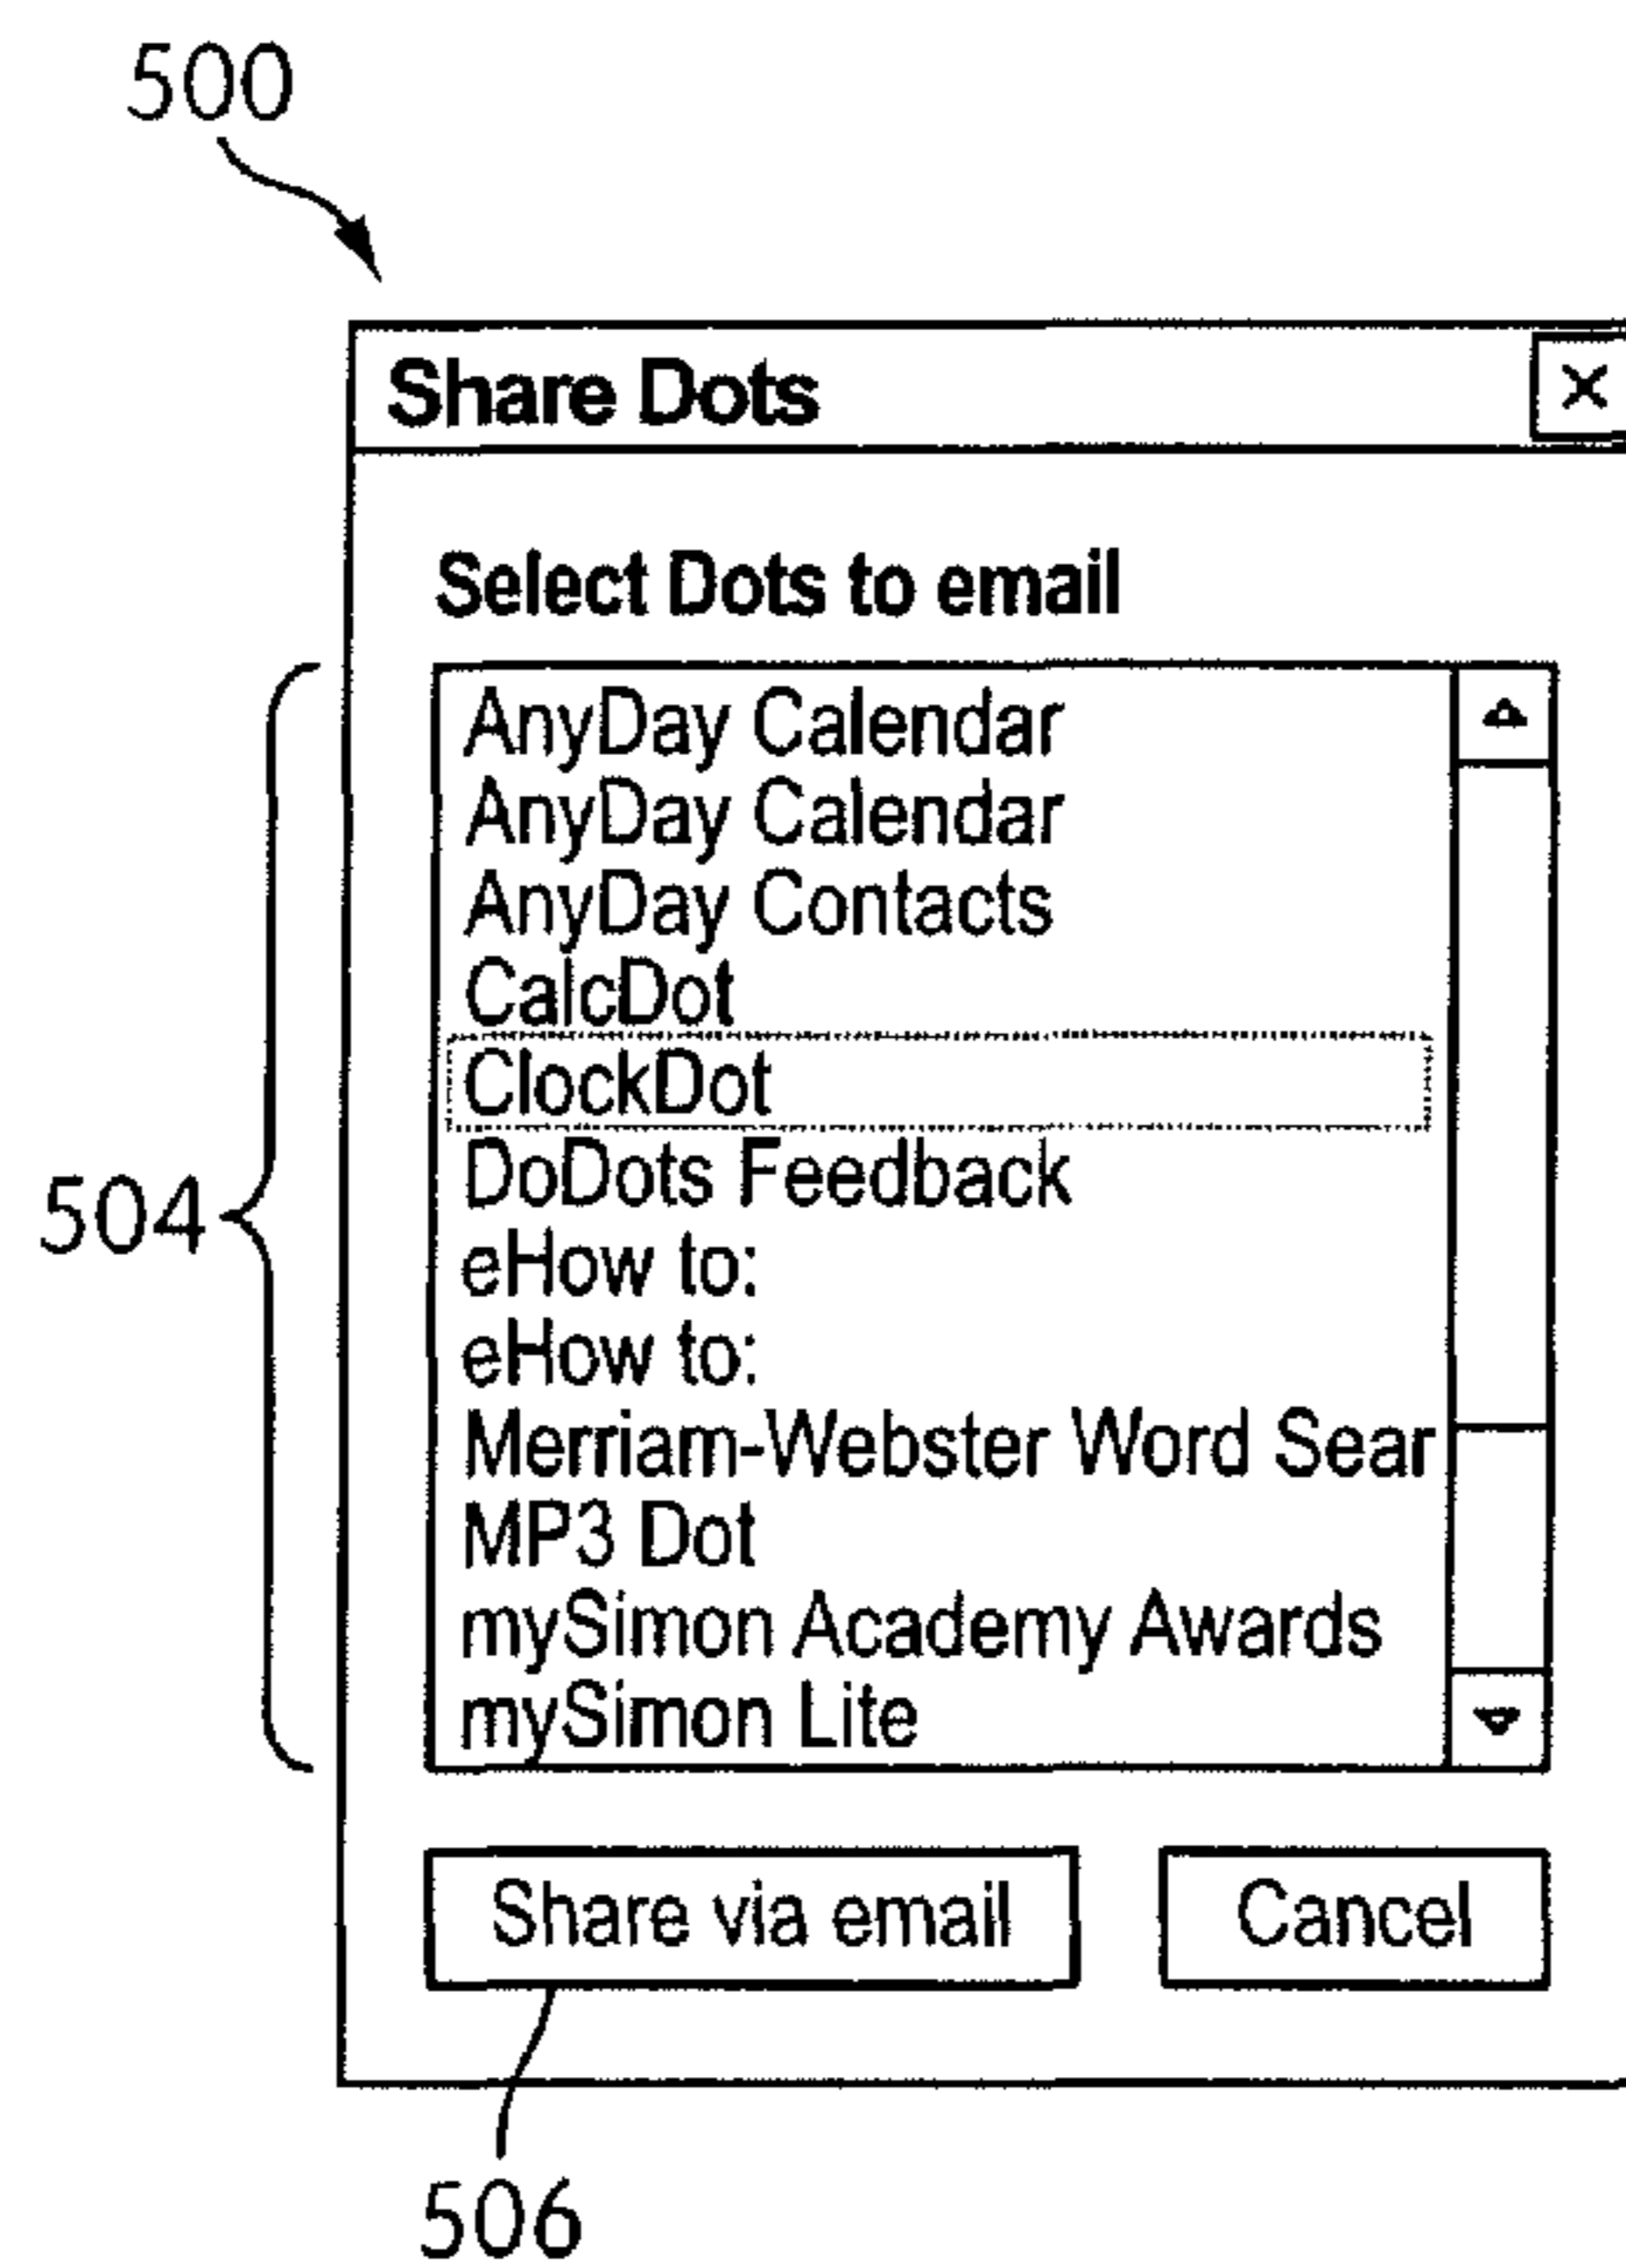 500
Share Dots
Select Dots to email
AnyDay Calendar
AnyDay Calendar
AnyDay Contacts
CalcDot
ClockDot
DoDots Feedback
504
eHow to:
eHow to:
Merriam-Webster Word Sear
MP3 Dot
mySimon Academy Awards
mySimon Lite
Share via email Cancel
506